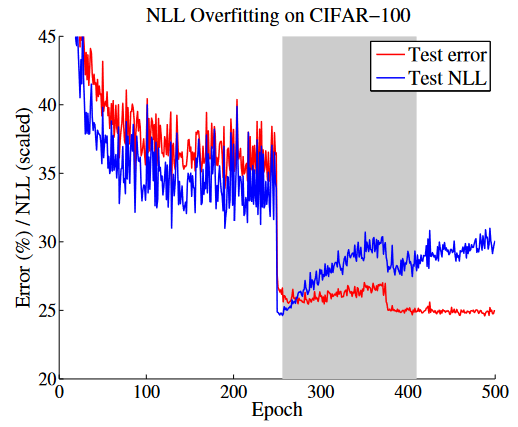 NLL Overfitting on CIFAR−100
Error (%) / NLL (scaled)
45
40
35
30
25
20
Test error
Test NLL
0
100
200
300
400
500
Epoch